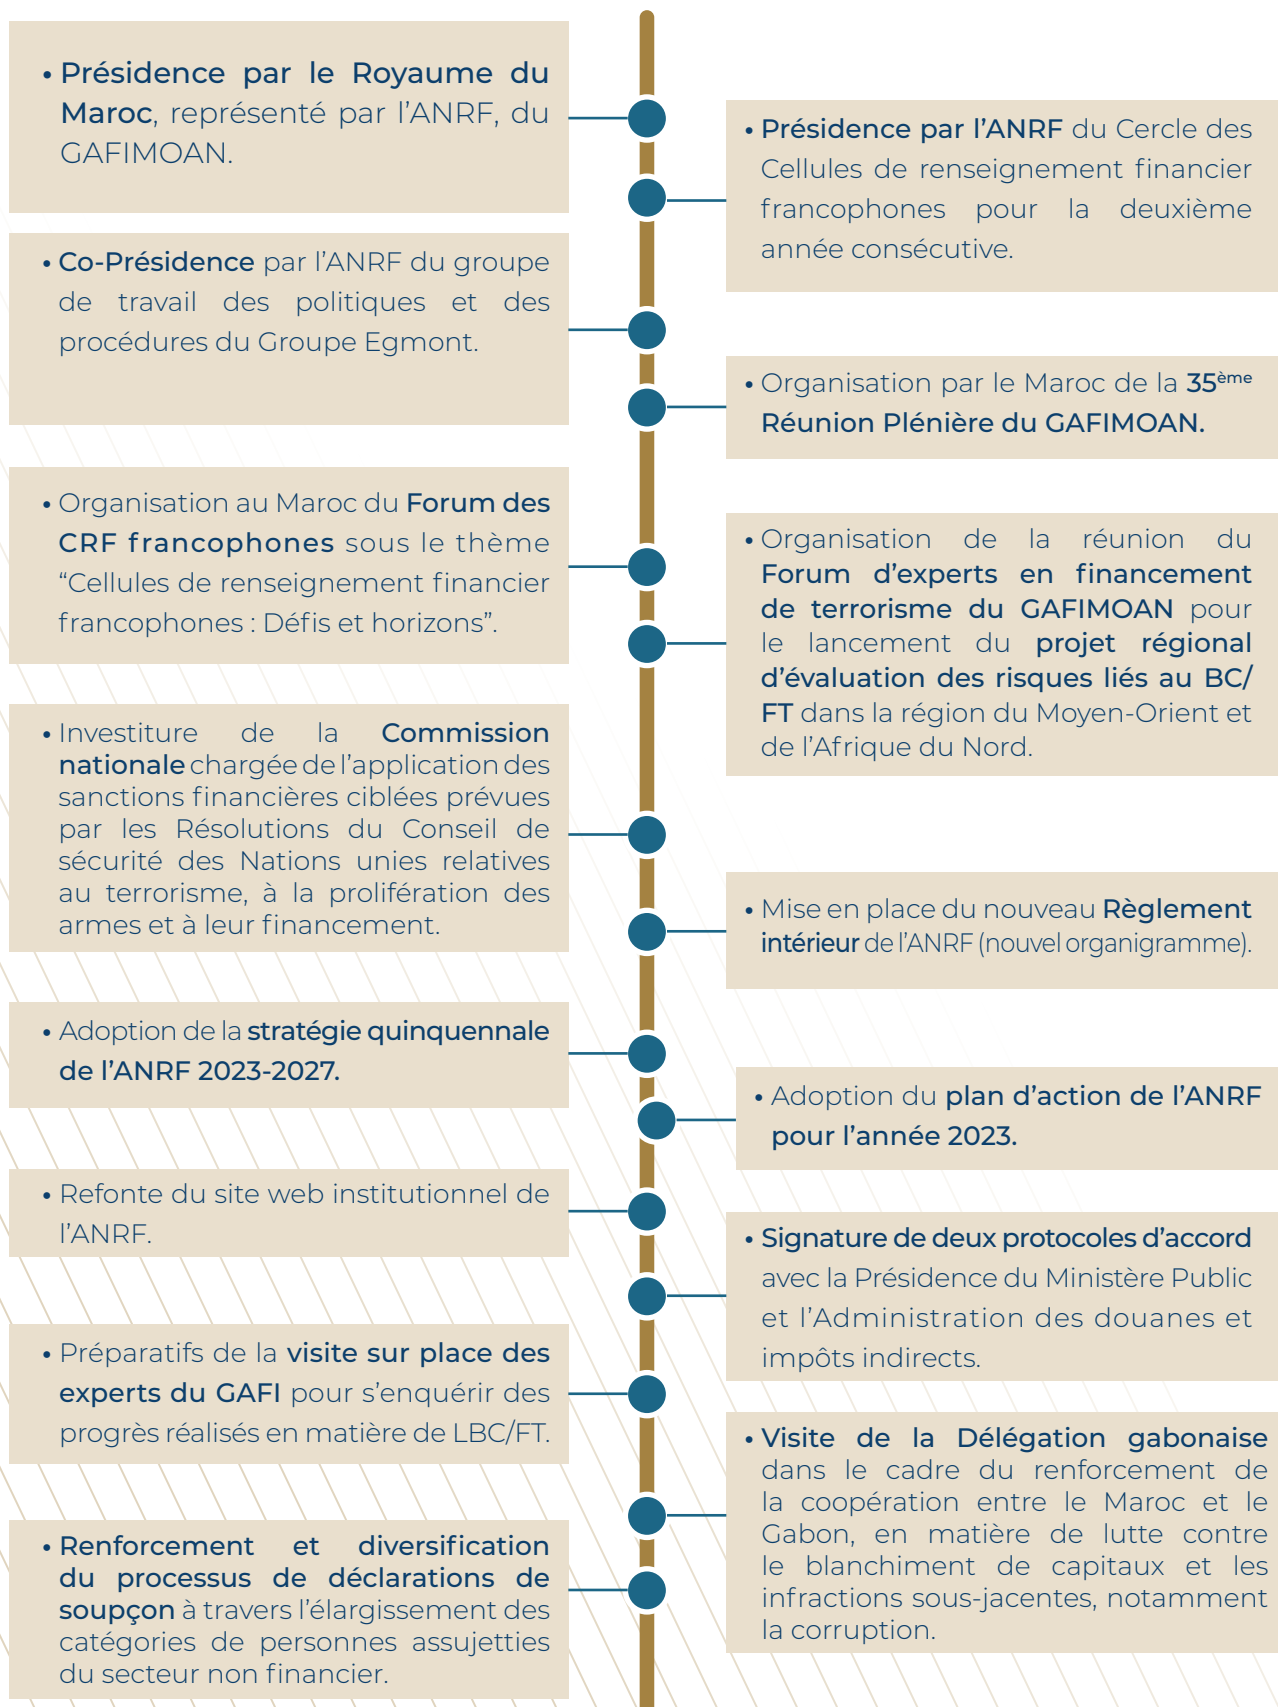 • Présidence par le Royaume du
Maroc, représenté par l’ANRF, du
GAFIMOAN.
• Présidence par l’ANRF du Cercle des
Cellules de renseignement financier
francophones pour la deuxième
année consécutive.
• Co-Présidence par l’ANRF du groupe
de travail des politiques et des
procédures du Groupe Egmont.
• Organisation par le Maroc de la 35ème
Réunion Plénière du GAFIMOAN.
• Organisation au Maroc du Forum des
CRF francophones sous le thème
“Cellules de renseignement financier
francophones : Défis et horizons”.
• Organisation de la réunion du
Forum d’experts en financement
de terrorisme du GAFIMOAN pour
le lancement du projet régional
d’évaluation des risques liés au BC/
FT dans la région du Moyen-Orient et
de l’Afrique du Nord.
• Investiture de la Commission
nationale chargée de l’application des
sanctions financières ciblées prévues
par les Résolutions du Conseil de
sécurité des Nations unies relatives
au terrorisme, à la prolifération des
armes et à leur financement.
• Mise en place du nouveau Règlement
intérieur de l’ANRF (nouvel organigramme).
• Adoption de la stratégie quinquennale
de l’ANRF 2023-2027.
• Adoption du plan d’action de l’ANRF
pour l’année 2023.
• Refonte du site web institutionnel de
l’ANRF.
• Signature de deux protocoles d’accord
avec la Présidence du Ministère Public
et l’Administration des douanes et
impôts indirects.
• Préparatifs de la visite sur place des
experts du GAFI pour s’enquérir des
progrès réalisés en matière de LBC/FT.
• Visite de la Délégation gabonaise
dans le cadre du renforcement de
la coopération entre le Maroc et le
Gabon, en matière de lutte contre
le blanchiment de capitaux et les
infractions sous-jacentes, notamment
la corruption.
• Renforcement et diversification
du processus de déclarations de
soupçon à travers l’élargissement des
catégories de personnes assujetties
du secteur non financier.